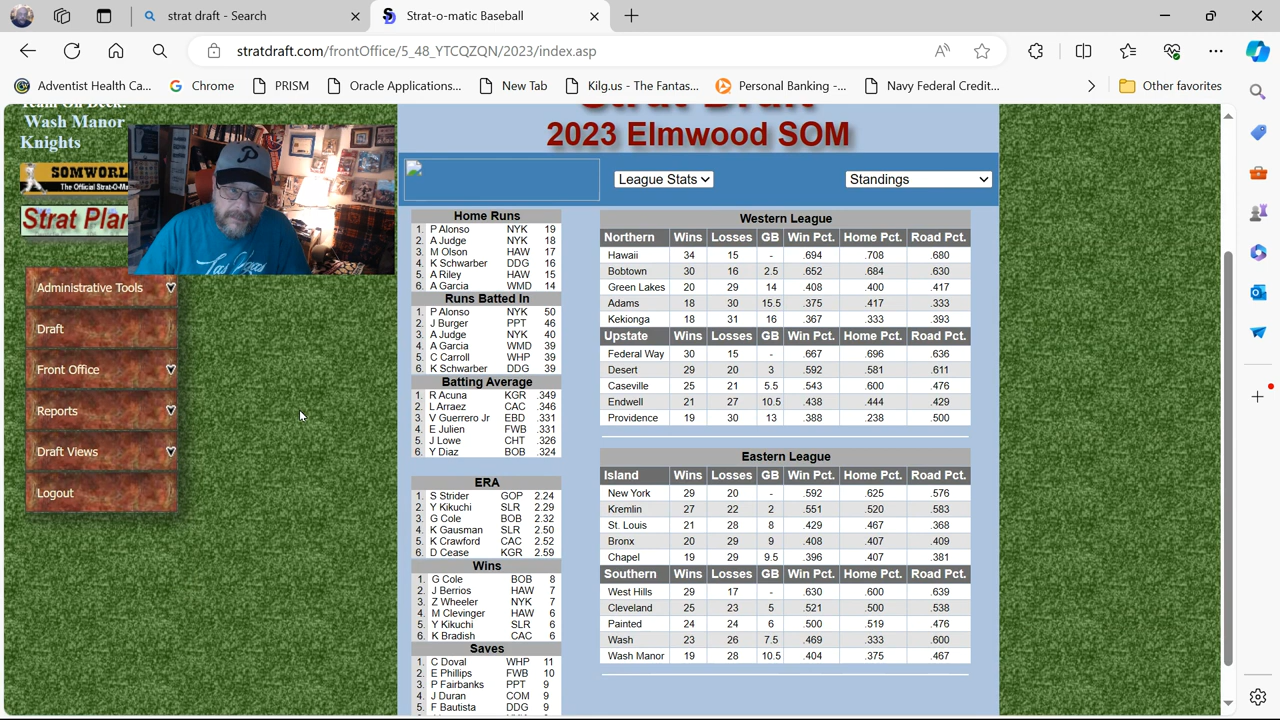 strat draft - Search
Strat-o-matic Baseball
stratdraft.com/frontOffice/5_48_YTCQZQN/2023/index.asp
Adventist Health Ca... Chrome PRISM Oracle Applications... New Tab Kilg.us - The Fantas... Personal Banking -... Navy Federal Credit... Other favorites
Team On Deck:
Wash Manor
Knights
SOMWORL
The Official Strat-O-Ma
Strat Plan
Administrative Tools
Draft
Front Office
Reports
Draft Views
Logout
Strat Draft
2023 Elmwood SOM
League Stats
Standings
Home Runs
1. P Alonso NYK 19
2. A Judge NYK 18
3. M Olson HAW 17
4. K Schwarber DDG 16
5. A Riley HAW 15
6. A Garcia WMD 14
Runs Batted In
1. P Alonso NYK 50
2. J Burger PPT 46
3. A Judge NYK 40
4. A Garcia WMD 39
5. C Carroll WHP 39
6. K Schwarber DDG 39
Batting Average
1. R Acuna KGR .349
2. L Arraez CAC .346
3. V Guerrero Jr EBD .331
4. E Julien FWB .331
5. J Lowe CHT .326
6. Y Diaz BOB .324
ERA
1. S Strider GOP 2.24
2. Y Kikuchi SLR 2.29
3. G Cole BOB 2.32
4. K Gausman SLR 2.50
5. K Crawford CAC 2.52
6. D Cease KGR 2.59
Wins
1. G Cole BOB 8
2. J Berrios HAW 7
3. Z Wheeler NYK 7
4. M Clevinger HAW 6
5. Y Kikuchi SLR 6
6. K Bradish CAC 6
Saves
1. C Doval WHP 11
2. E Phillips FWB 10
3. P Fairbanks PPT 9
4. J Duran COM 9
5. F Bautista DDG 9
Western League
Northern Wins Losses GB Win Pct. Home Pct. Road Pct.
Hawaii 34 15 - .694 .708 .680
Bobtown 30 16 2.5 .652 .684 .630
Green Lakes 20 29 14 .408 .400 .417
Adams 18 30 15.5 .375 .417 .333
Kekionga 18 31 16 .367 .333 .393
Upstate Wins Losses GB Win Pct. Home Pct. Road Pct.
Federal Way 30 15 - .667 .696 .636
Desert 29 20 3 .592 .581 .611
Caseville 25 21 5.5 .543 .600 .476
Endwell 21 27 10.5 .438 .444 .429
Providence 19 30 13 .388 .238 .500
Eastern League
Island Wins Losses GB Win Pct. Home Pct. Road Pct.
New York 29 20 - .592 .625 .576
Kremlin 27 22 2 .551 .520 .583
St. Louis 21 28 8 .429 .467 .368
Bronx 20 29 9 .408 .407 .409
Chapel 19 29 9.5 .396 .407 .381
Southern Wins Losses GB Win Pct. Home Pct. Road Pct.
West Hills 29 17 - .630 .600 .639
Cleveland 25 23 5 .521 .500 .538
Painted 24 24 6 .500 .519 .476
Wash 23 26 7.5 .469 .333 .600
Wash Manor 19 28 10.5 .404 .375 .467